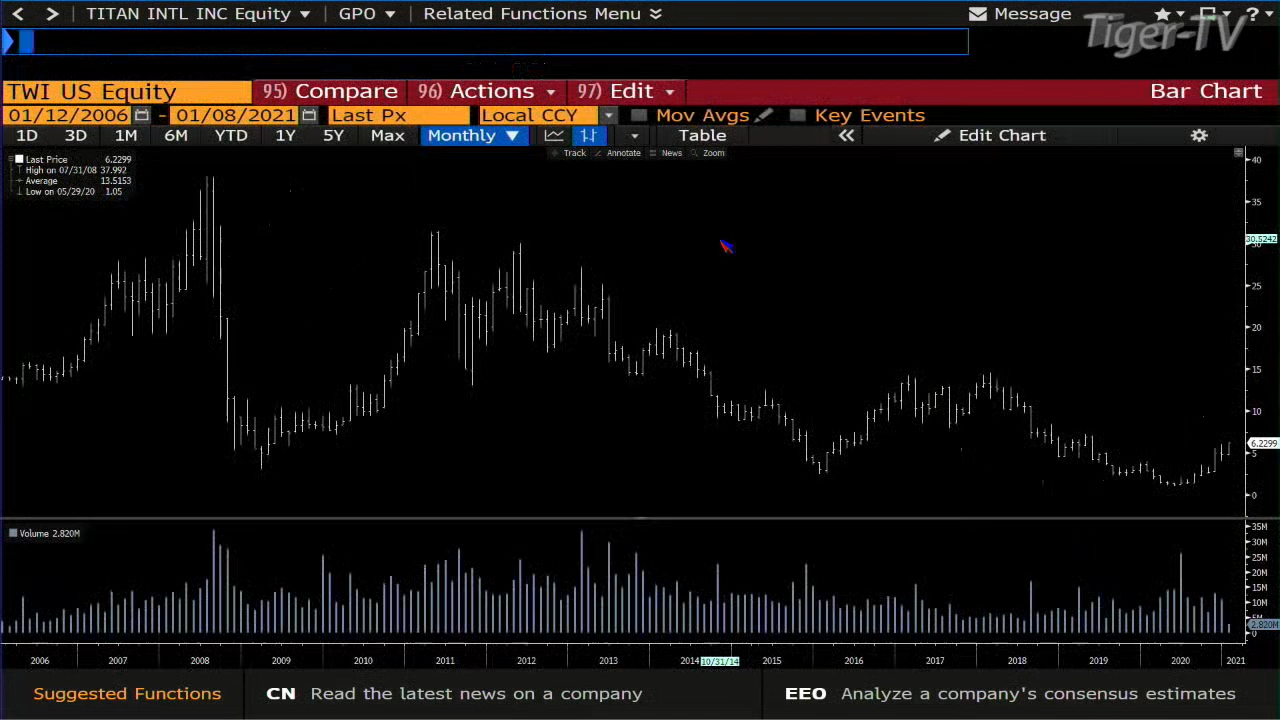 TITAN INTL INC Equity GPO Related Functions Menu Message ?
Tiger-TV
TWI US Equity 95) Compare 96) Actions 97) Edit Bar Chart
01/12/2006 - 01/08/2021 Last Px Local CCY Mov Avgs Key Events
1D 3D 1M 6M YTD 1Y 5Y Max Monthly Table Edit Chart
Track Annotate News Zoom
Last Price 6.2299
High on 07/31/08 37.992
Average 13.5153
Low on 05/29/20 1.05
40
35
30.5242
25
20
15
10
6.2299
5
0
Volume 2.820M
35M
30M
25M
20M
15M
10M
2.820M
0
2006 2007 2008 2009 2010 2011 2012 2013 2014 10/31/14 2015 2016 2017 2018 2019 2020 2021
Suggested Functions CN Read the latest news on a company EEO Analyze a company's consensus estimates